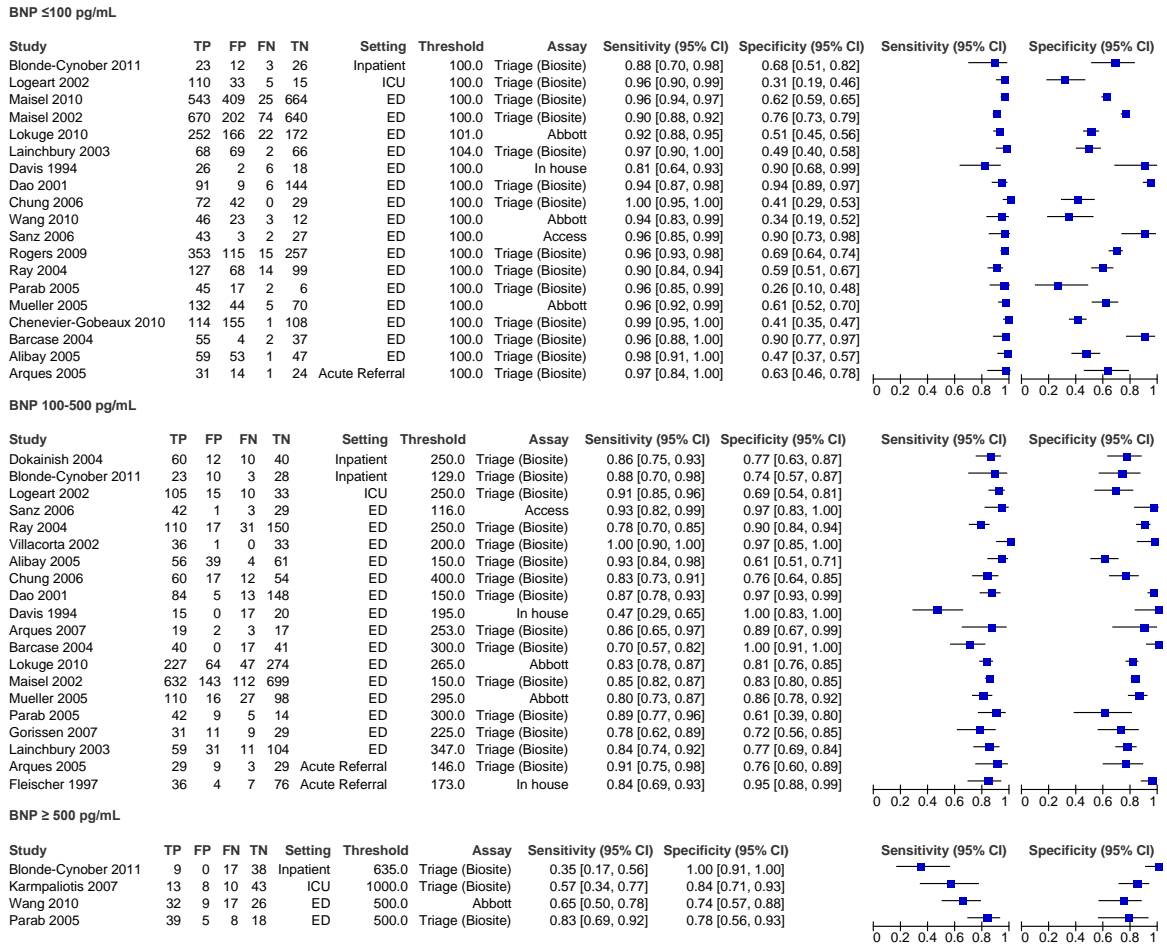 BNP ≤100 pg/mL
Study TP FP FN TN Setting Threshold Assay Sensitivity (95% CI) Specificity (95% CI) Sensitivity (95% CI) Specificity (95% CI)
Blonde-Cynober 2011 23 12 3 26 Inpatient 100.0 Triage (Biosite) 0.88 [0.70, 0.98] 0.68 [0.51, 0.82]
Logeart 2002 110 33 5 15 ICU 100.0 Triage (Biosite) 0.96 [0.90, 0.99] 0.31 [0.19, 0.46]
Maisel 2010 543 409 25 664 ED 100.0 Triage (Biosite) 0.96 [0.94, 0.97] 0.62 [0.59, 0.65]
Maisel 2002 670 202 74 640 ED 100.0 Triage (Biosite) 0.90 [0.88, 0.92] 0.76 [0.73, 0.79]
Lokuge 2010 252 166 22 172 ED 101.0 Abbott 0.92 [0.88, 0.95] 0.51 [0.45, 0.56]
Lainchbury 2003 68 69 2 66 ED 104.0 Triage (Biosite) 0.97 [0.90, 1.00] 0.49 [0.40, 0.58]
Davis 1994 26 2 6 18 ED 100.0 In house 0.81 [0.64, 0.93] 0.90 [0.68, 0.99]
Dao 2001 91 9 6 144 ED 100.0 Triage (Biosite) 0.94 [0.87, 0.98] 0.94 [0.89, 0.97]
Chung 2006 72 42 0 29 ED 100.0 Triage (Biosite) 1.00 [0.95, 1.00] 0.41 [0.29, 0.53]
Wang 2010 46 23 3 12 ED 100.0 Abbott 0.94 [0.83, 0.99] 0.34 [0.19, 0.52]
Sanz 2006 43 3 2 27 ED 100.0 Access 0.96 [0.85, 0.99] 0.90 [0.73, 0.98]
Rogers 2009 353 115 15 257 ED 100.0 Triage (Biosite) 0.96 [0.93, 0.98] 0.69 [0.64, 0.74]
Ray 2004 127 68 14 99 ED 100.0 Triage (Biosite) 0.90 [0.84, 0.94] 0.59 [0.51, 0.67]
Parab 2005 45 17 2 6 ED 100.0 Triage (Biosite) 0.96 [0.85, 0.99] 0.26 [0.10, 0.48]
Mueller 2005 132 44 5 70 ED 100.0 Abbott 0.96 [0.92, 0.99] 0.61 [0.52, 0.70]
Chenevier-Gobeaux 2010 114 155 1 108 ED 100.0 Triage (Biosite) 0.99 [0.95, 1.00] 0.41 [0.35, 0.47]
Barcase 2004 55 4 2 37 ED 100.0 Triage (Biosite) 0.96 [0.88, 1.00] 0.90 [0.77, 0.97]
Alibay 2005 59 53 1 47 ED 100.0 Triage (Biosite) 0.98 [0.91, 1.00] 0.47 [0.37, 0.57]
Arques 2005 31 14 1 24 Acute Referral 100.0 Triage (Biosite) 0.97 [0.84, 1.00] 0.63 [0.46, 0.78]
0 0.2 0.4 0.6 0.8 1 0 0.2 0.4 0.6 0.8 1
BNP 100-500 pg/mL
Study TP FP FN TN Setting Threshold Assay Sensitivity (95% CI) Specificity (95% CI) Sensitivity (95% CI) Specificity (95% CI)
Dokainish 2004 60 12 10 40 Inpatient 250.0 Triage (Biosite) 0.86 [0.75, 0.93] 0.77 [0.63, 0.87]
Blonde-Cynober 2011 23 10 3 28 Inpatient 129.0 Triage (Biosite) 0.88 [0.70, 0.98] 0.74 [0.57, 0.87]
Logeart 2002 105 15 10 33 ICU 250.0 Triage (Biosite) 0.91 [0.85, 0.96] 0.69 [0.54, 0.81]
Sanz 2006 42 1 3 29 ED 116.0 Access 0.93 [0.82, 0.99] 0.97 [0.83, 1.00]
Ray 2004 110 17 31 150 ED 250.0 Triage (Biosite) 0.78 [0.70, 0.85] 0.90 [0.84, 0.94]
Villacorta 2002 36 1 0 33 ED 200.0 Triage (Biosite) 1.00 [0.90, 1.00] 0.97 [0.85, 1.00]
Alibay 2005 56 39 4 61 ED 150.0 Triage (Biosite) 0.93 [0.84, 0.98] 0.61 [0.51, 0.71]
Chung 2006 60 17 12 54 ED 400.0 Triage (Biosite) 0.83 [0.73, 0.91] 0.76 [0.64, 0.85]
Dao 2001 84 5 13 148 ED 150.0 Triage (Biosite) 0.87 [0.78, 0.93] 0.97 [0.93, 0.99]
Davis 1994 15 0 17 20 ED 195.0 In house 0.47 [0.29, 0.65] 1.00 [0.83, 1.00]
Arques 2007 19 2 3 17 ED 253.0 Triage (Biosite) 0.86 [0.65, 0.97] 0.89 [0.67, 0.99]
Barcase 2004 40 0 17 41 ED 300.0 Triage (Biosite) 0.70 [0.57, 0.82] 1.00 [0.91, 1.00]
Lokuge 2010 227 64 47 274 ED 265.0 Abbott 0.83 [0.78, 0.87] 0.81 [0.76, 0.85]
Maisel 2002 632 143 112 699 ED 150.0 Triage (Biosite) 0.85 [0.82, 0.87] 0.83 [0.80, 0.85]
Mueller 2005 110 16 27 98 ED 295.0 Abbott 0.80 [0.73, 0.87] 0.86 [0.78, 0.92]
Parab 2005 42 9 5 14 ED 300.0 Triage (Biosite) 0.89 [0.77, 0.96] 0.61 [0.39, 0.80]
Gorissen 2007 31 11 9 29 ED 225.0 Triage (Biosite) 0.78 [0.62, 0.89] 0.72 [0.56, 0.85]
Lainchbury 2003 59 31 11 104 ED 347.0 Triage (Biosite) 0.84 [0.74, 0.92] 0.77 [0.69, 0.84]
Arques 2005 29 9 3 29 Acute Referral 146.0 Triage (Biosite) 0.91 [0.75, 0.98] 0.76 [0.60, 0.89]
Fleischer 1997 36 4 7 76 Acute Referral 173.0 In house 0.84 [0.69, 0.93] 0.95 [0.88, 0.99]
0 0.2 0.4 0.6 0.8 1 0 0.2 0.4 0.6 0.8 1
BNP ≥ 500 pg/mL
Study TP FP FN TN Setting Threshold Assay Sensitivity (95% CI) Specificity (95% CI) Sensitivity (95% CI) Specificity (95% CI)
Blonde-Cynober 2011 9 0 17 38 Inpatient 635.0 Triage (Biosite) 0.35 [0.17, 0.56] 1.00 [0.91, 1.00]
Karmpaliotis 2007 13 8 10 43 ICU 1000.0 Triage (Biosite) 0.57 [0.34, 0.77] 0.84 [0.71, 0.93]
Wang 2010 32 9 17 26 ED 500.0 Abbott 0.65 [0.50, 0.78] 0.74 [0.57, 0.88]
Parab 2005 39 5 8 18 ED 500.0 Triage (Biosite) 0.83 [0.69, 0.92] 0.78 [0.56, 0.93]
0 0.2 0.4 0.6 0.8 1 0 0.2 0.4 0.6 0.8 1